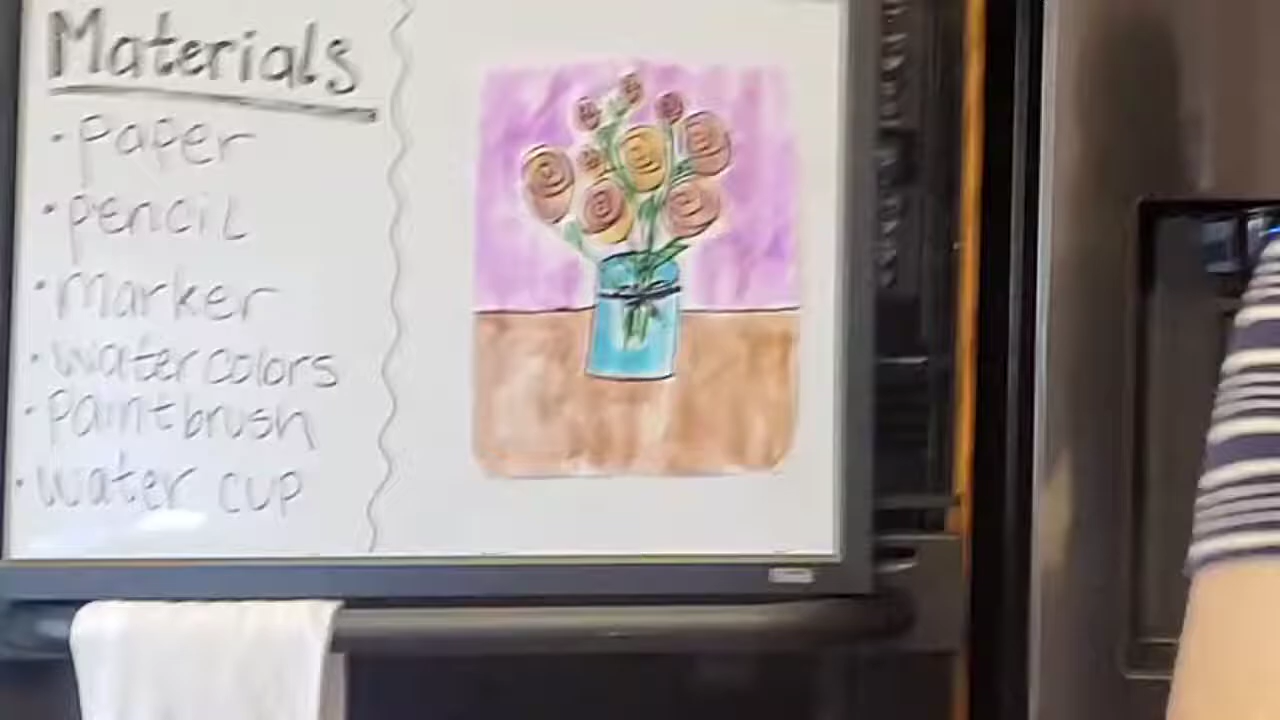 Materials
• paper
• pencil
• marker
• watercolors
• paintbrush
• water cup